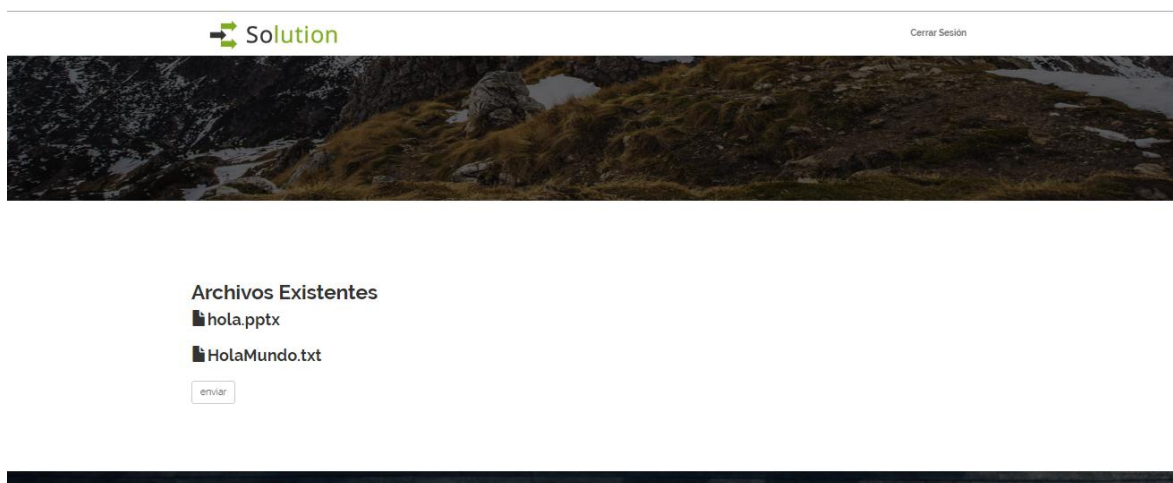 Solution
Cerrar Sesión
Archivos Existentes
hola.pptx
HolaMundo.txt
enviar